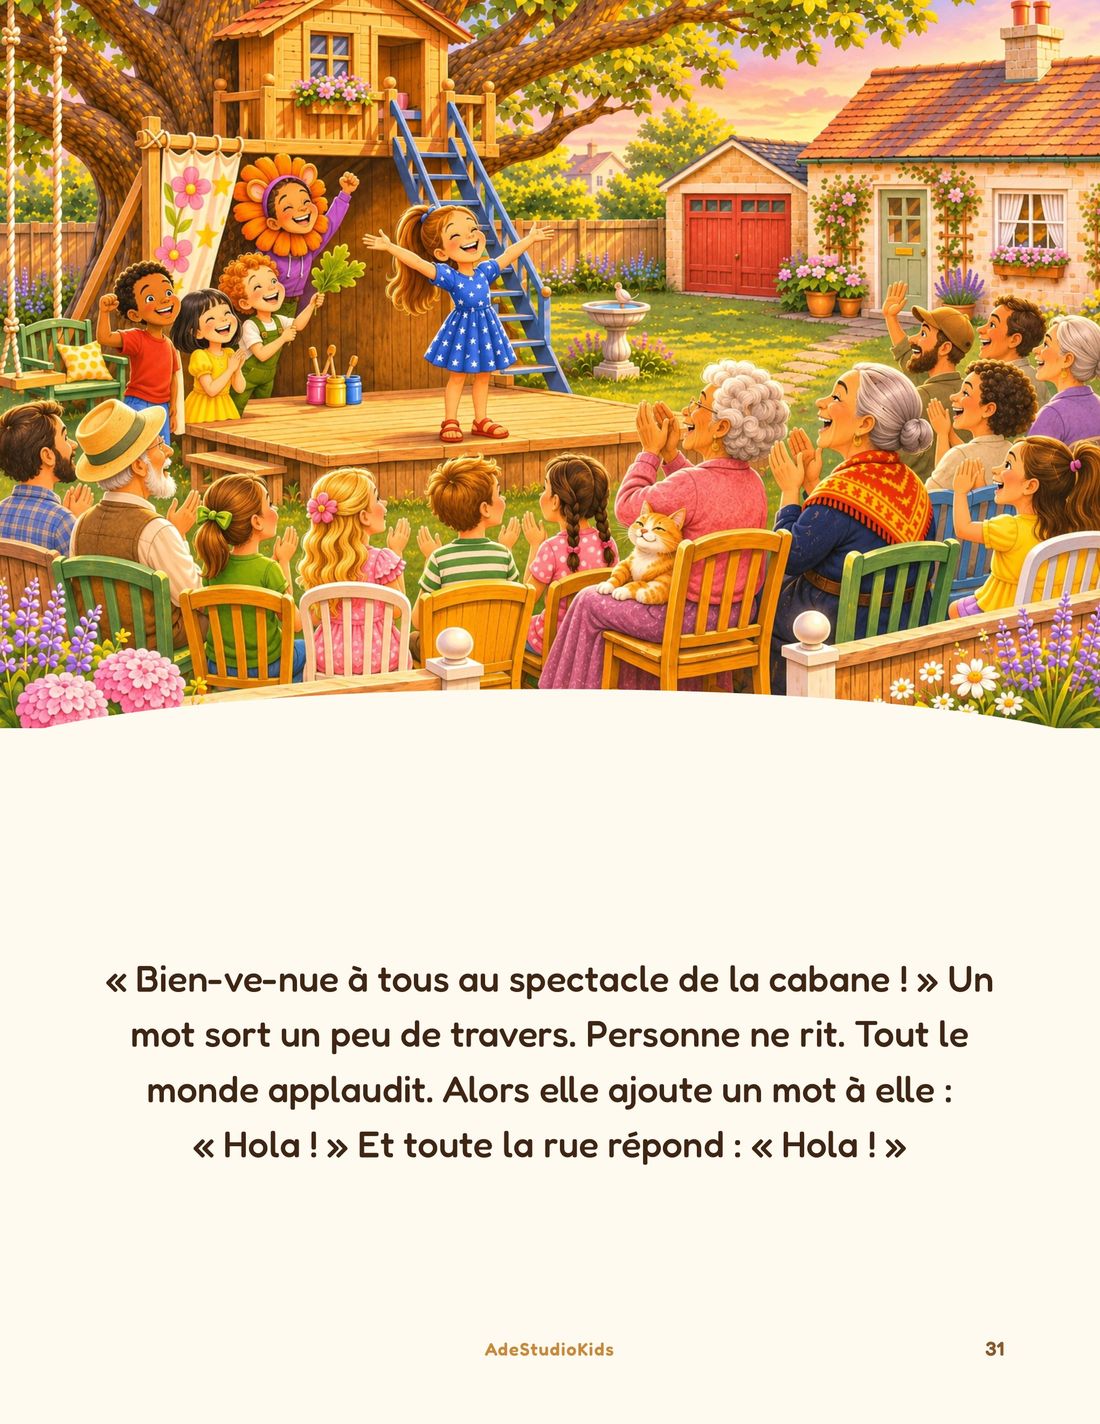 « Bien-ve-nue à tous au spectacle de la cabane ! » Un
mot sort un peu de travers. Personne ne rit. Tout le
monde applaudit. Alors elle ajoute un mot à elle :
« Hola ! » Et toute la rue répond : « Hola ! »
AdeStudioKids
31